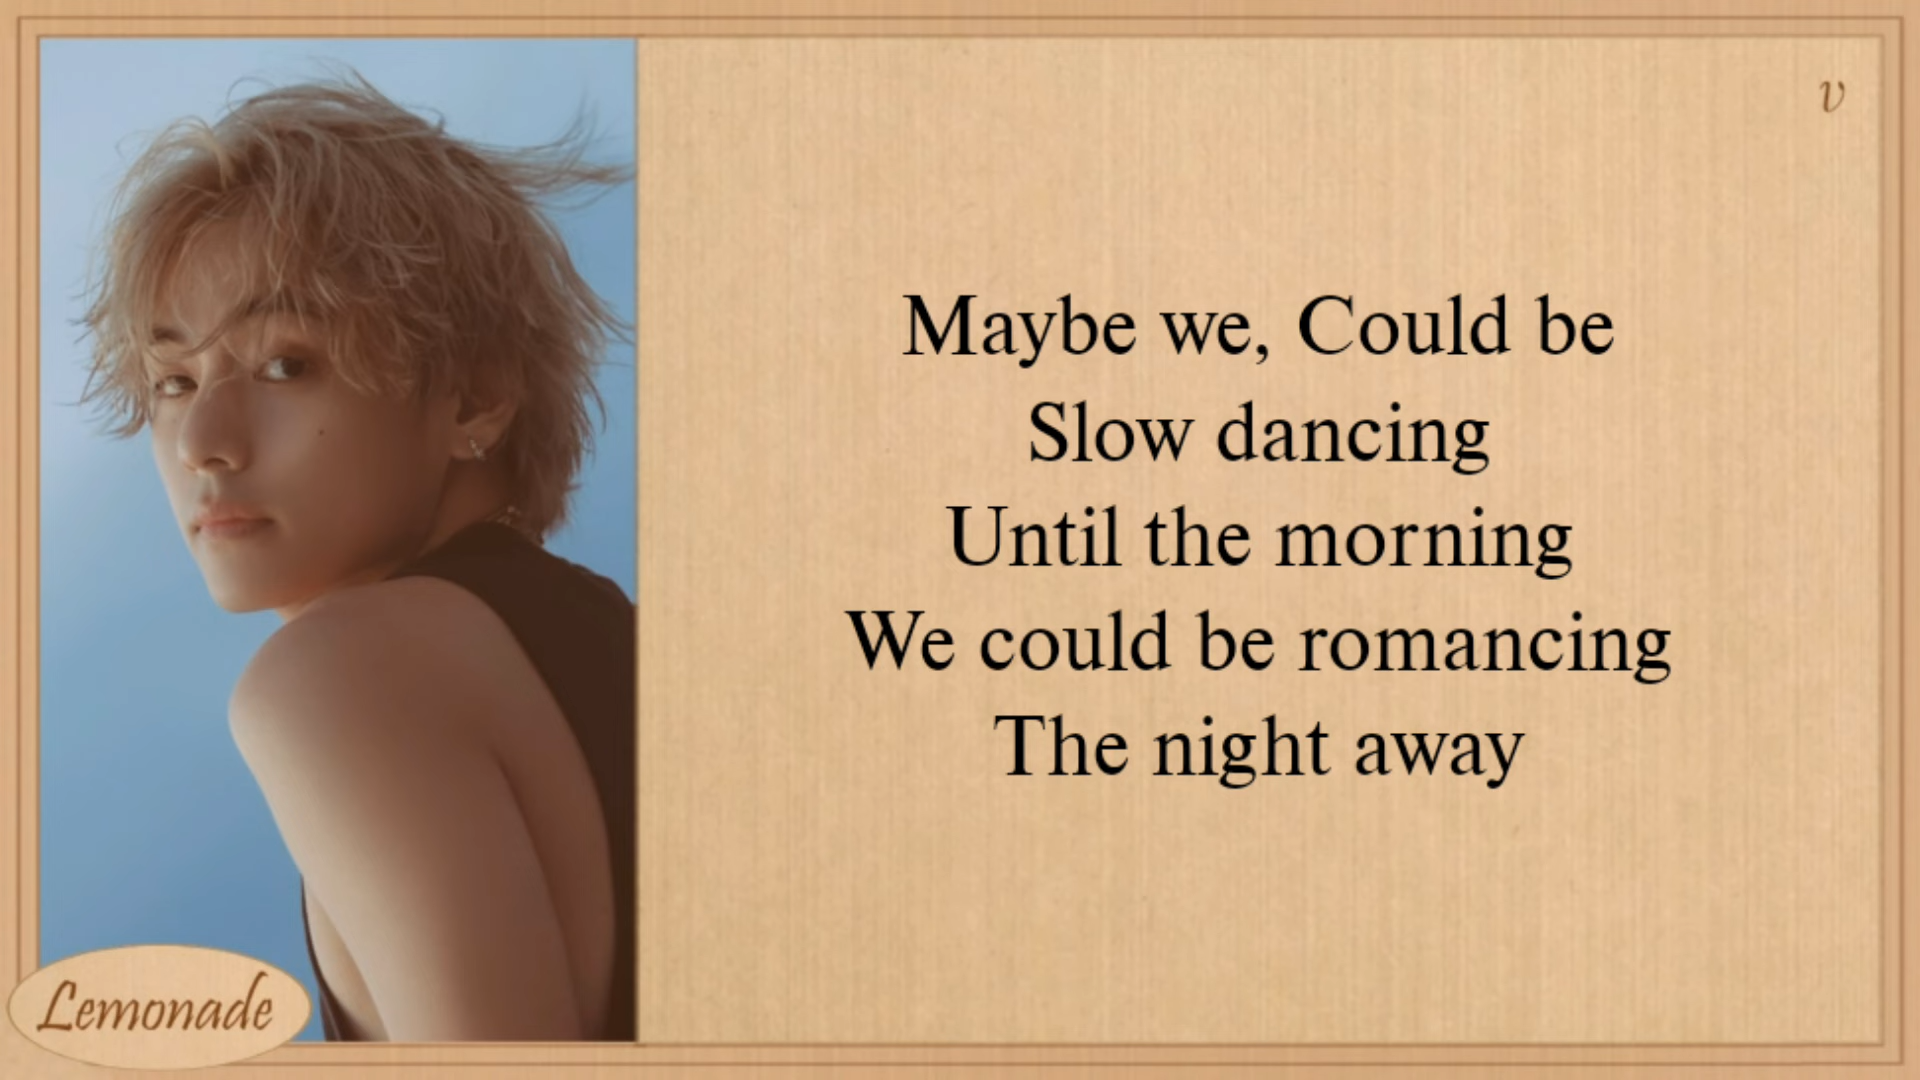 v
Maybe we, Could be
Slow dancing
Until the morning
We could be romancing
The night away
Lemonade